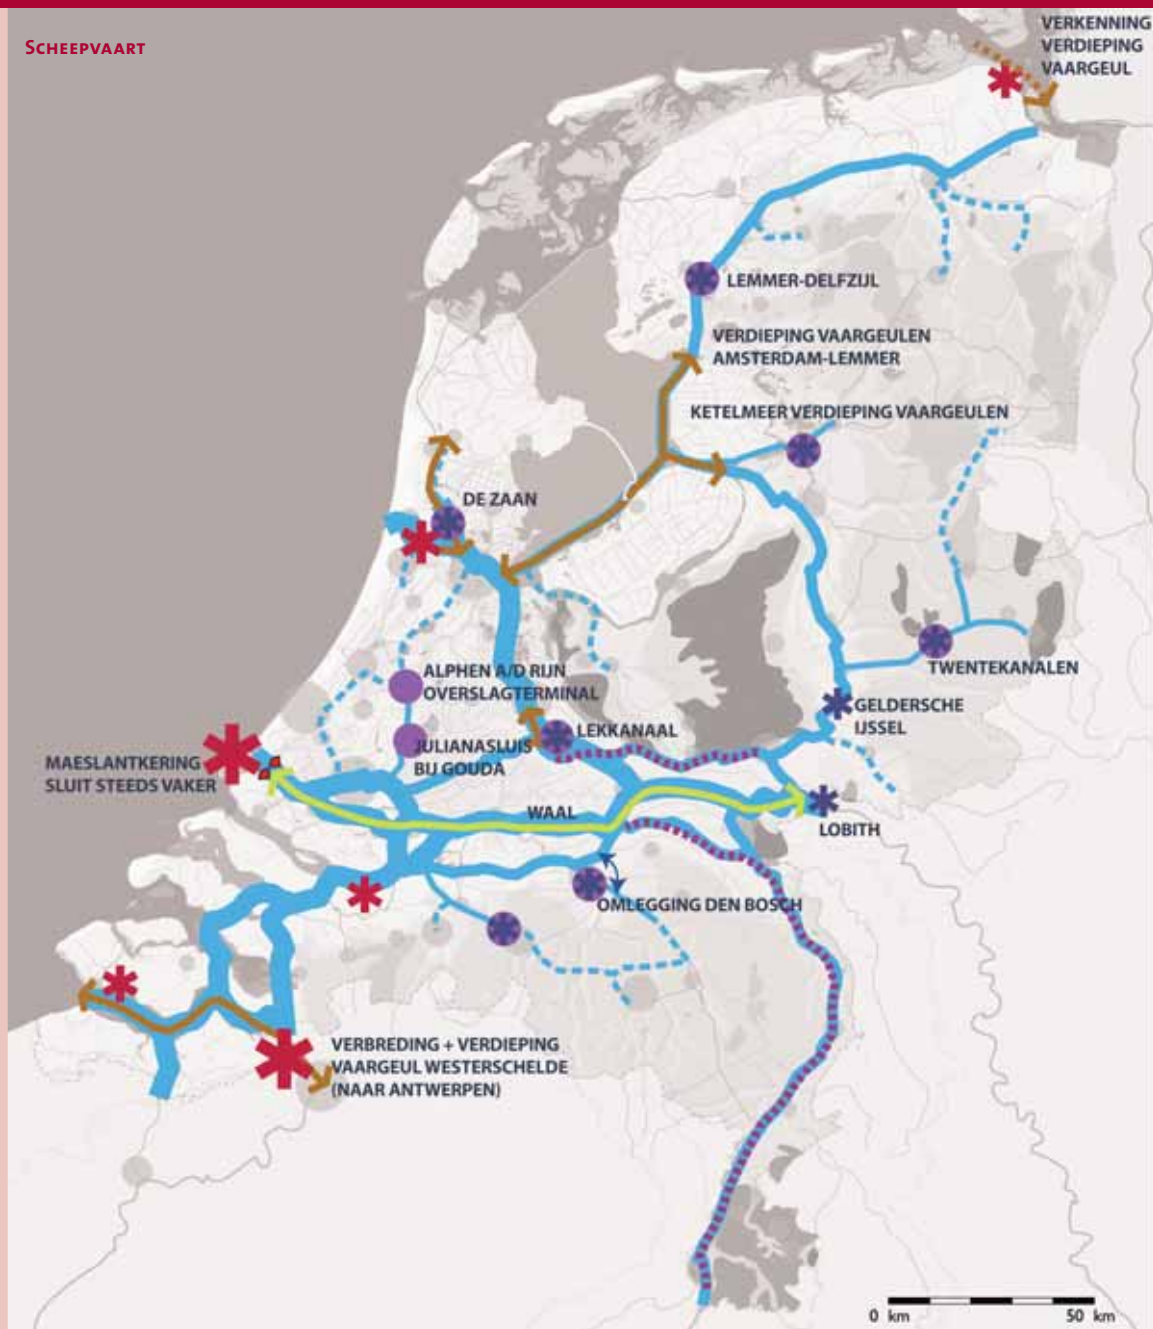 SCHEEPVAART
VERKENNING
VERDIEPING
VAARGEUL
LEMMER-DELFZIJL
VERDIEPING VAARGEULEN
AMSTERDAM-LEMMER
KETELMEER VERDIEPING VAARGEULEN
DE ZAAN
TWENTEKANALEN
ALPHEN A/D RIJN
OVERSLAGTERMINAL
GELDERSCHE
IJSSEL
LEKKANAAL
JULIANASLUIS
BIJ GOUDA
MAESLANTKERING
SLUIT STEEDS VAKER
WAAL
LOBITH
OMLEGGING DEN BOSCH
VERBREDING + VERDIEPING
VAARGEUL WESTERSCHELDE
(NAAR ANTWERPEN)
0 km 50 km